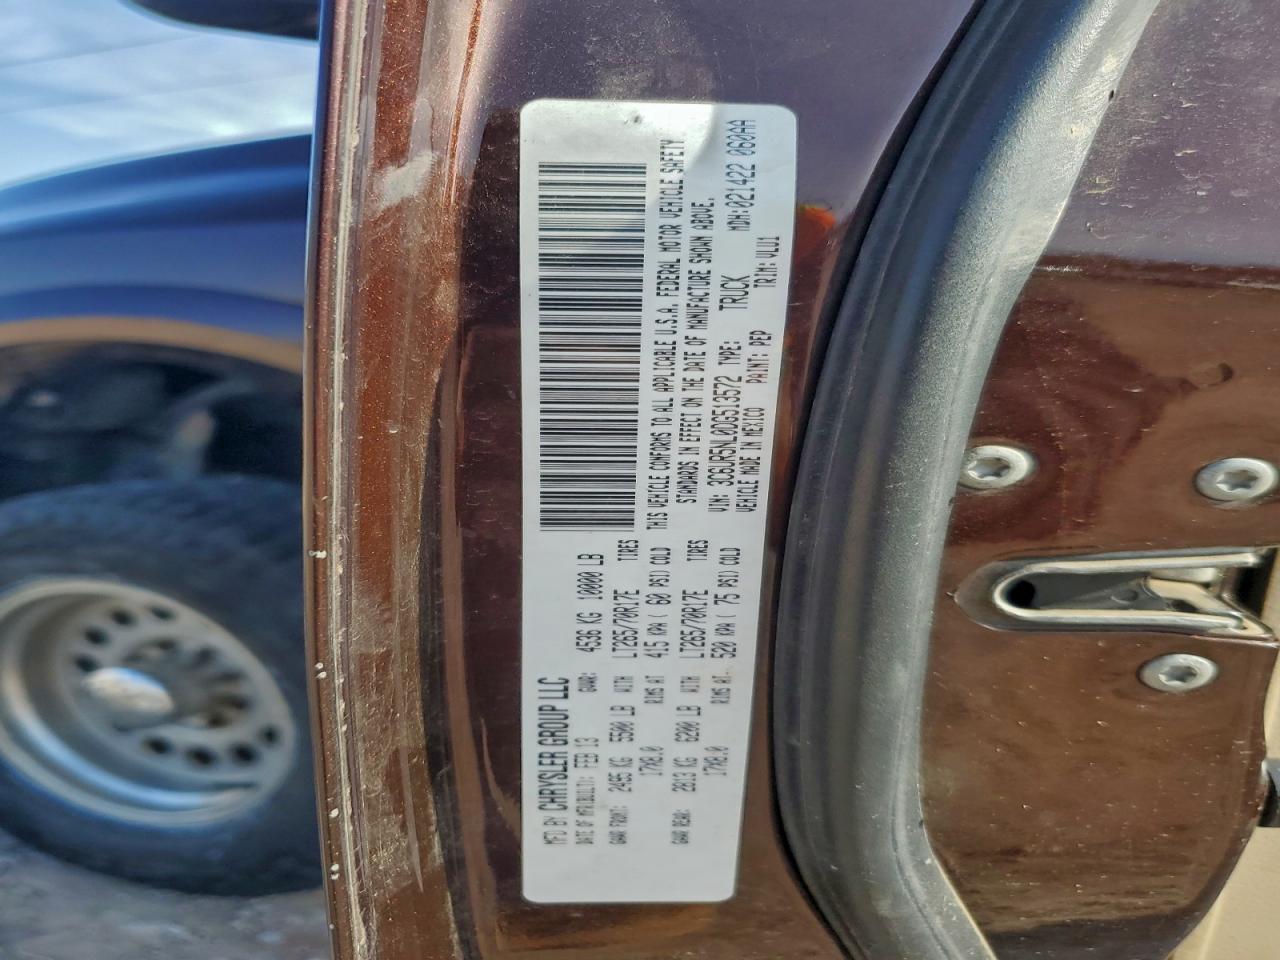 MFD BY CHRYSLER GROUP LLC
DATE OF MFR(BUILT): FEB 13 GVWR: 4536 KG 10000 LB
GAWR FRONT: 2495 KG 5500 LB WITH LT265/70R17E TIRES
17X8.0 RIMS AT 415 KPA ( 60 PSI) COLD
GAWR REAR: 2813 KG 6200 LB WITH LT265/70R17E TIRES
17X8.0 RIMS AT 520 KPA ( 75 PSI) COLD
THIS VEHICLE CONFORMS TO ALL APPLICABLE U.S.A. FEDERAL MOTOR VEHICLE SAFETY
STANDARDS IN EFFECT ON THE DATE OF MANUFACTURE SHOWN ABOVE.
VIN: 3C6UR5NL0DG513572 TYPE: TRUCK MDH:021422 060AA
VEHICLE MADE IN MEXICO PAINT: PEP TRIM: VLU1